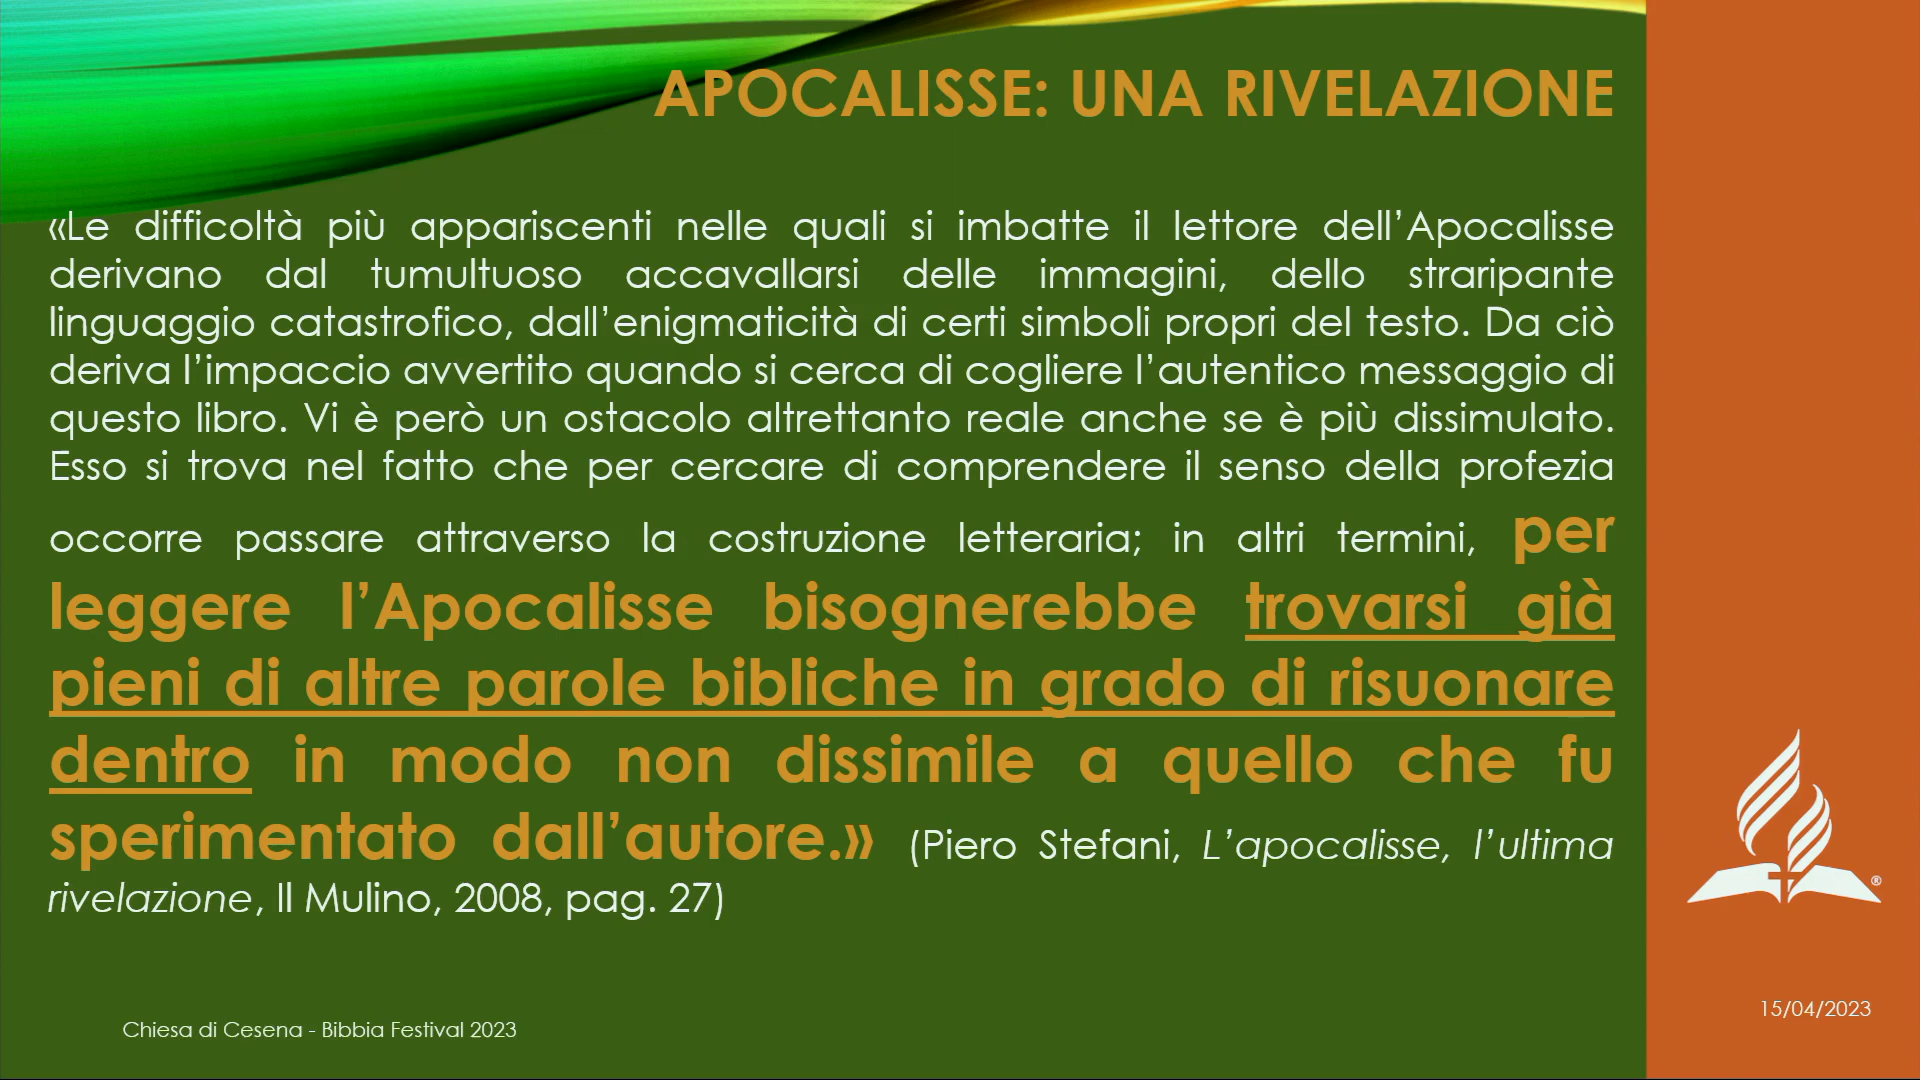 APOCALISSE: UNA RIVELAZIONE
«Le difficoltà più appariscenti nelle quali si imbatte il lettore dell’Apocalisse
derivano dal tumultuoso accavallarsi delle immagini, dello straripante
linguaggio catastrofico, dall’enigmaticità di certi simboli propri del testo. Da ciò
deriva l’impaccio avvertito quando si cerca di cogliere l’autentico messaggio di
questo libro. Vi è però un ostacolo altrettanto reale anche se è più dissimulato.
Esso si trova nel fatto che per cercare di comprendere il senso della profezia
occorre passare attraverso la costruzione letteraria; in altri termini, per
leggere l’Apocalisse bisognerebbe trovarsi già
pieni di altre parole bibliche in grado di risuonare
dentro in modo non dissimile a quello che fu
sperimentato dall’autore.» (Piero Stefani, L’apocalisse, l’ultima
rivelazione, Il Mulino, 2008, pag. 27)
®
15/04/2023
Chiesa di Cesena - Bibbia Festival 2023